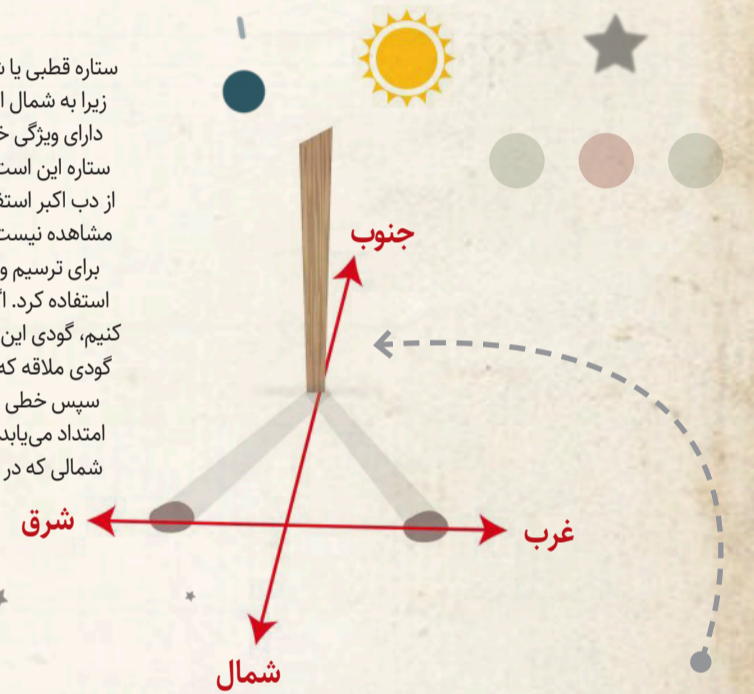 ستاره قطبی یا
زیرا به شمال
دارای ویژگی
ستاره این است
از دب اکبر
مشاهده نیست
برای ترسیم و
استفاده کرد.
کنیم، گودی این
گودی ملاقه که
سپس خطی
امتداد می‌یابد
شمالی که در
جنوب
شرق
غرب
شمال